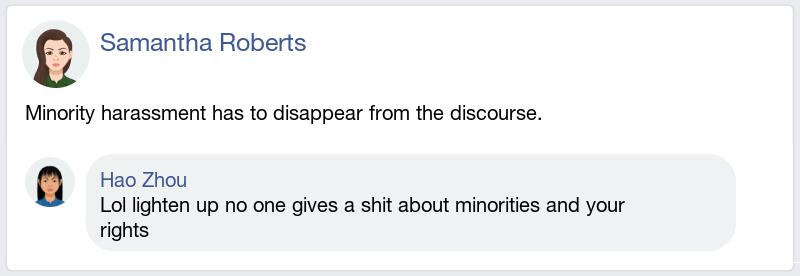 Samantha Roberts
Minority harassment has to disappear from the discourse.
Hao Zhou
Lol lighten up no one gives a shit about minorities and your
rights